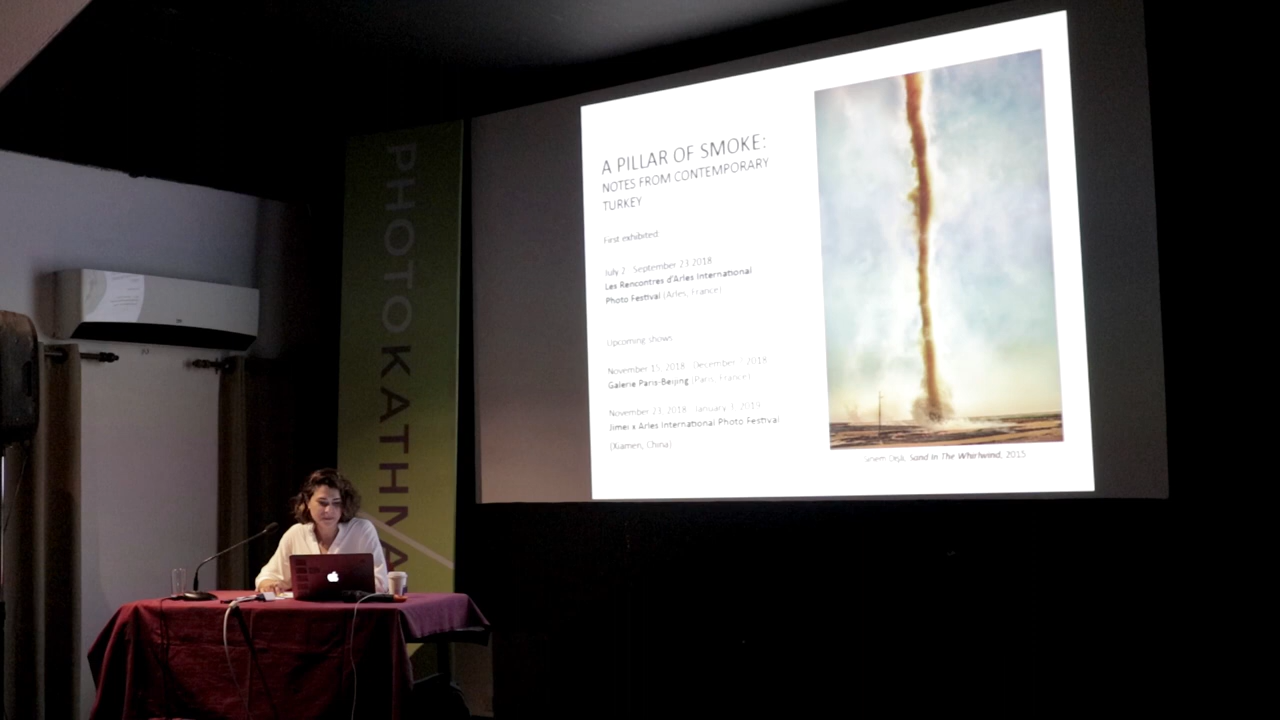 PHOTOKATHMA
A PILLAR OF SMOKE:
NOTES FROM CONTEMPORARY
TURKEY
First exhibited:
July 2 - September 23 2018
Les Rencontres d'Arles International
Photo Festival (Arles, France)
Upcoming shows
November 15, 2018 - December 2018
Galerie Paris-Beijing (Paris, France)
November 23, 2018 - January 3, 2019
Jimei x Arles International Photo Festival
(Xiamen, China)
Sand In The Whirlwind, 2015